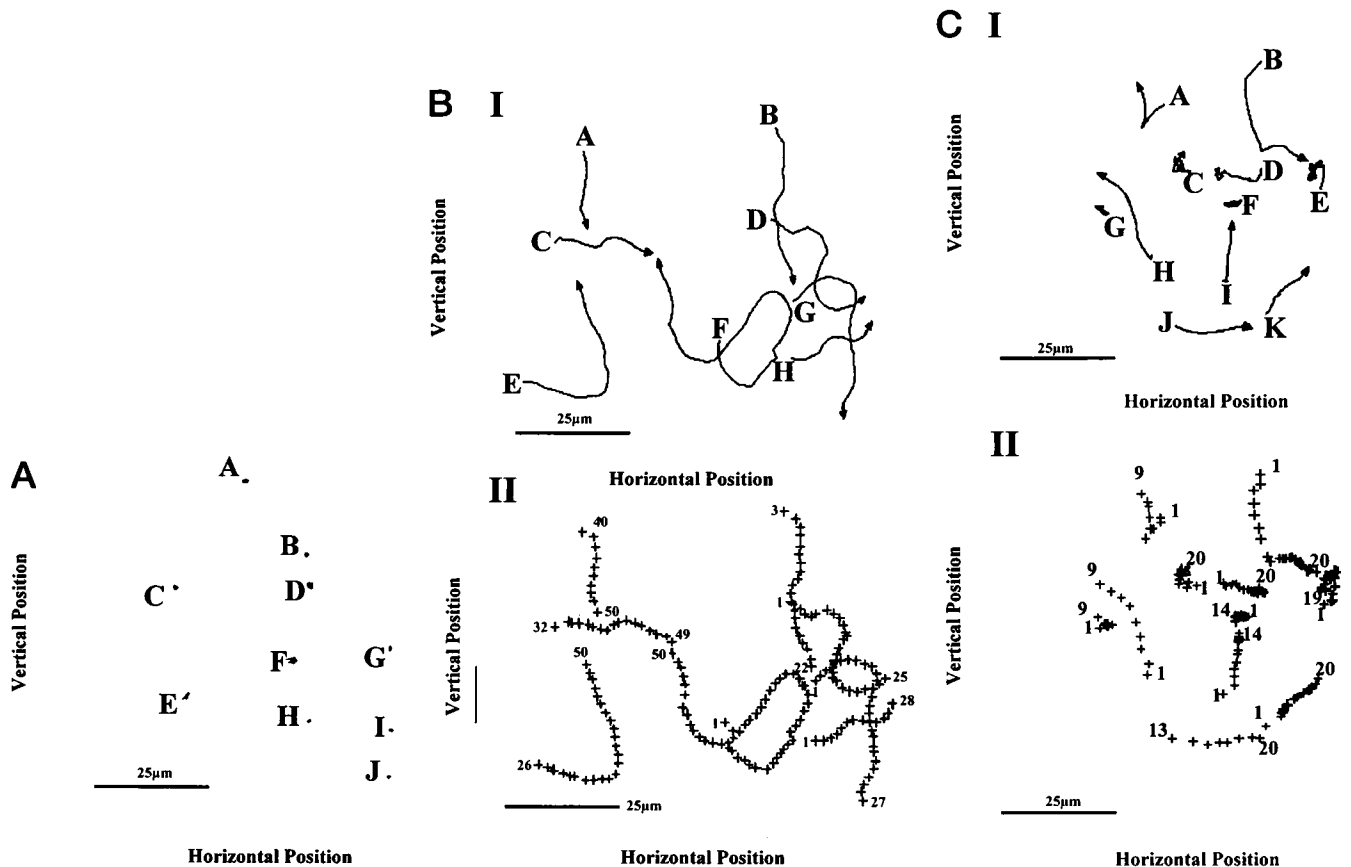 A
A
B
C
D
E
F
G
H
I
J
25µm
Vertical Position
Horizontal Position
B I
A
B
C
D
E
F
G
H
25µm
Vertical Position
Horizontal Position
II
40
3
1
50
32
49
50
50
22
25
28
1
1
26
27
25µm
Vertical Position
Horizontal Position
C I
A
B
C
D
E
F
G
H
I
J
K
25µm
Vertical Position
Horizontal Position
II
9
1
1
20
20
9
1
1
20
19
1
9
1
14
1
14
1
1
20
1
13
20
25µm
Vertical Position
Horizontal Position